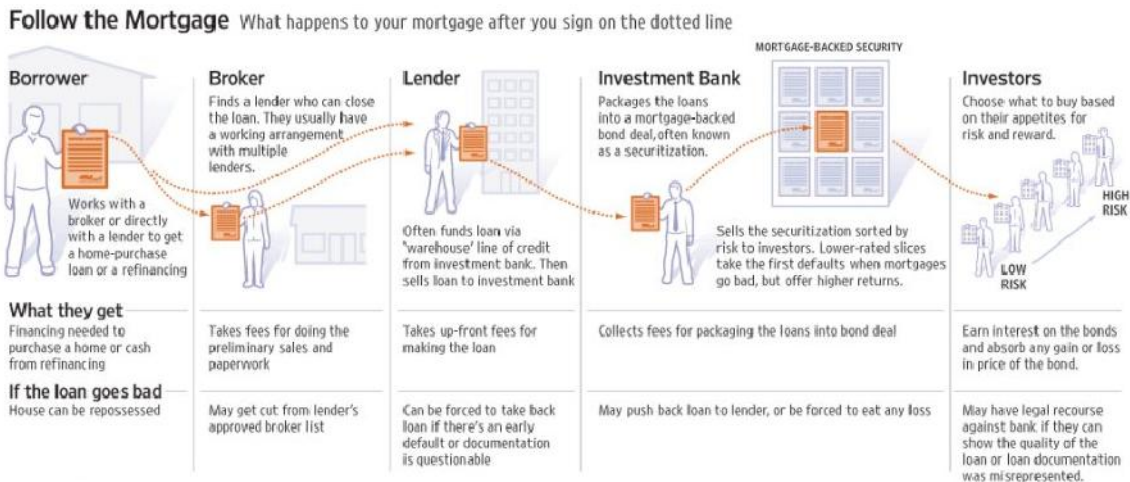 Follow the Mortgage What happens to your mortgage after you sign on the dotted line
Borrower
Works with a
broker or directly
with a lender to get
a home-purchase
loan or a refinancing
Broker
Finds a lender who can close
the loan. They usually have
a working arrangement
with multiple
lenders.
Lender
Often funds loan via
'warehouse' line of credit
from investment bank. Then
sells loan to investment bank
Investment Bank
Packages the loans
into a mortgage-backed
bond deal, often known
as a securitization.
MORTGAGE-BACKED SECURITY
Sells the securitization sorted by
risk to investors. Lower-rated slices
take the first defaults when mortgages
go bad, but offer higher returns.
Investors
Choose what to buy based
on their appetites for
risk and reward.
HIGH
RISK
LOW
RISK
What they get
Financing needed to
purchase a home or cash
from refinancing
Takes fees for doing the
preliminary sales and
paperwork
Takes up-front fees for
making the loan
Collects fees for packaging the loans into bond deal
Earn interest on the bonds
and absorb any gain or loss
in price of the bond.
If the loan goes bad
House can be repossessed
May get cut from lender's
approved broker list
Can be forced to take back
loan if there's an early
default or documentation
is questionable
May push back loan to lender, or be forced to eat any loss
May have legal recourse
against bank if they can
show the quality of the
loan or loan documentation
was misrepresented.